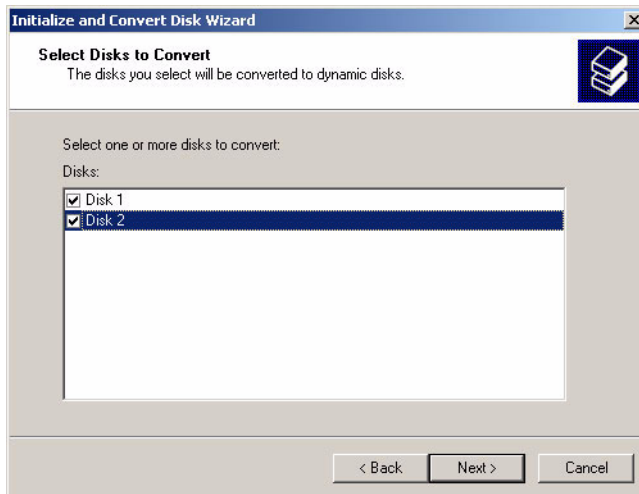 Initialize and Convert Disk Wizard
Select Disks to Convert
The disks you select will be converted to dynamic disks.
Select one or more disks to convert:
Disks:
Disk 1
Disk 2
< Back
Next >
Cancel